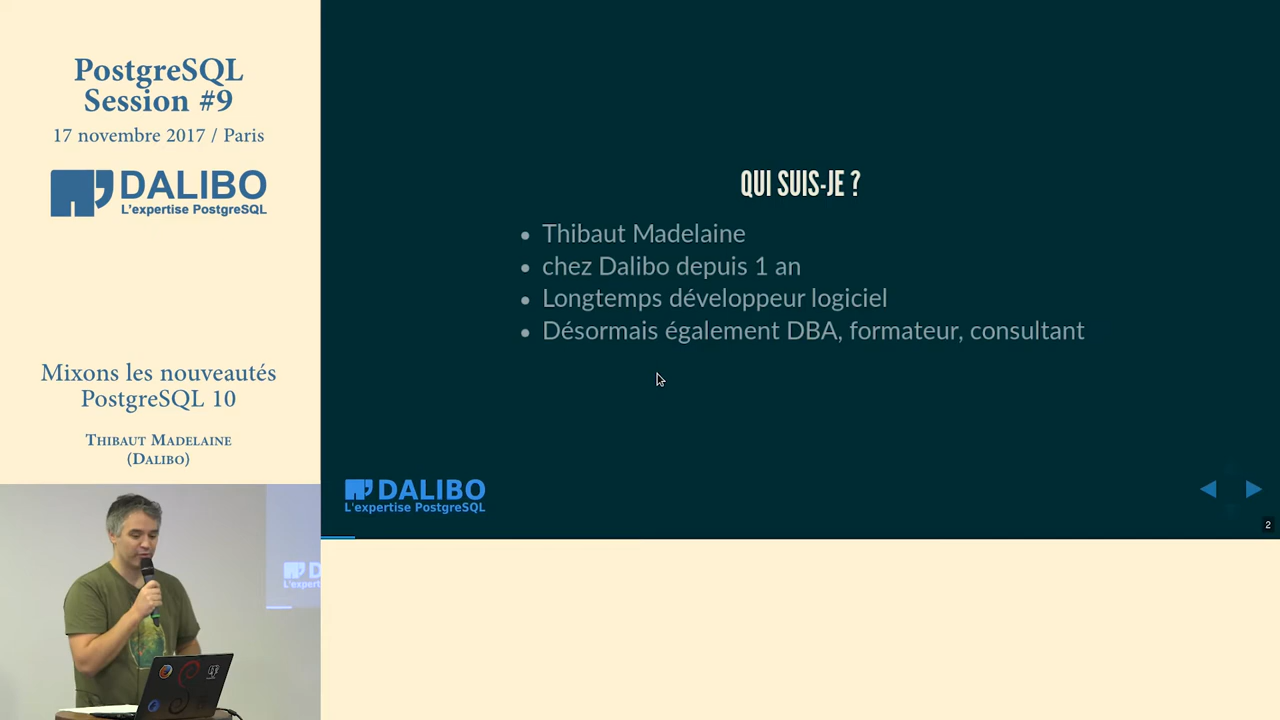 PostgreSQL
Session #9
17 novembre 2017 / Paris
DALIBO
L'expertise PostgreSQL
Mixons les nouveautés
PostgreSQL 10
Thibaut Madelaine
(Dalibo)
QUI SUIS-JE ?
Thibaut Madelaine
chez Dalibo depuis 1 an
Longtemps développeur logiciel
Désormais également DBA, formateur, consultant
DALIBO
L'expertise PostgreSQL
2